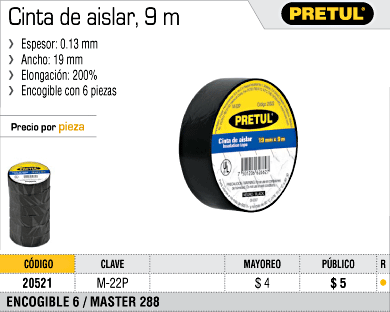 Cinta de aislar, 9 m
PRETUL®
Espesor: 0.13 mm
Ancho: 19 mm
Elongación: 200%
Encogible con 6 piezas
Precio por pieza
PRETUL
Cinta de aislar
Insulation tape
19 mm x 9 m
CÓDIGO CLAVE MAYOREO PÚBLICO R
20521 M-22P $ 4 $ 5
ENCOGIBLE 6 / MASTER 288